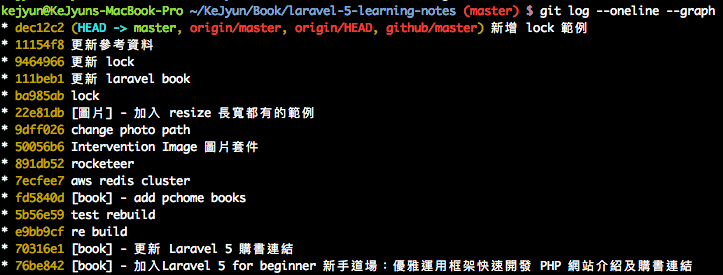 kejyun@KeJyuns-MacBook-Pro ~/KeJyun/Book/laravel-5-learning-notes (master) $ git log --oneline --graph
* dec12c2 (HEAD -> master, origin/master, origin/HEAD, github/master) 新增 lock 範例
* 11154f8 更新參考資料
* 9464966 更新 lock
* 111beb1 更新 laravel book
* ba985ab lock
* 22e81db [圖片] - 加入 resize 長寬都有的範例
* 9dff026 change photo path
* 50056b6 Intervention Image 圖片套件
* 891db52 rocketeer
* 7ecfee7 aws redis cluster
* fd5840d [book] - add pchome books
* 5b56e59 test rebuild
* e9bb9cf re build
* 70316e1 [book] - 更新 Laravel 5 購書連結
* 76be842 [book] - 加入Laravel 5 for beginner 新手道場：優雅運用框架快速開發 PHP 網站介紹及購書連結